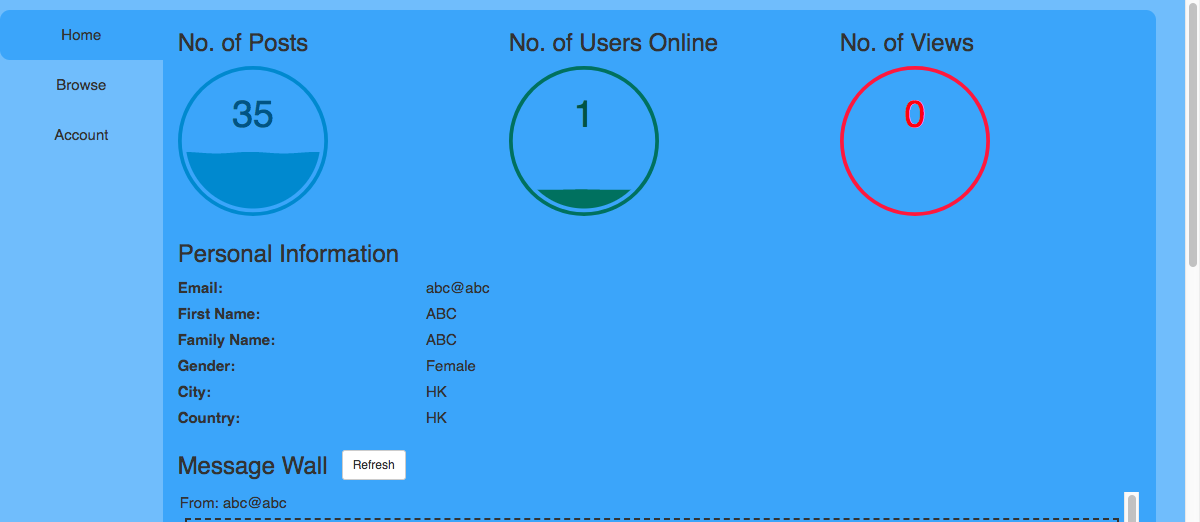 Home
Browse
Account
No. of Posts
35
No. of Users Online
1
No. of Views
0
Personal Information
Email: abc@abc
First Name: ABC
Family Name: ABC
Gender: Female
City: HK
Country: HK
Message Wall Refresh
From: abc@abc